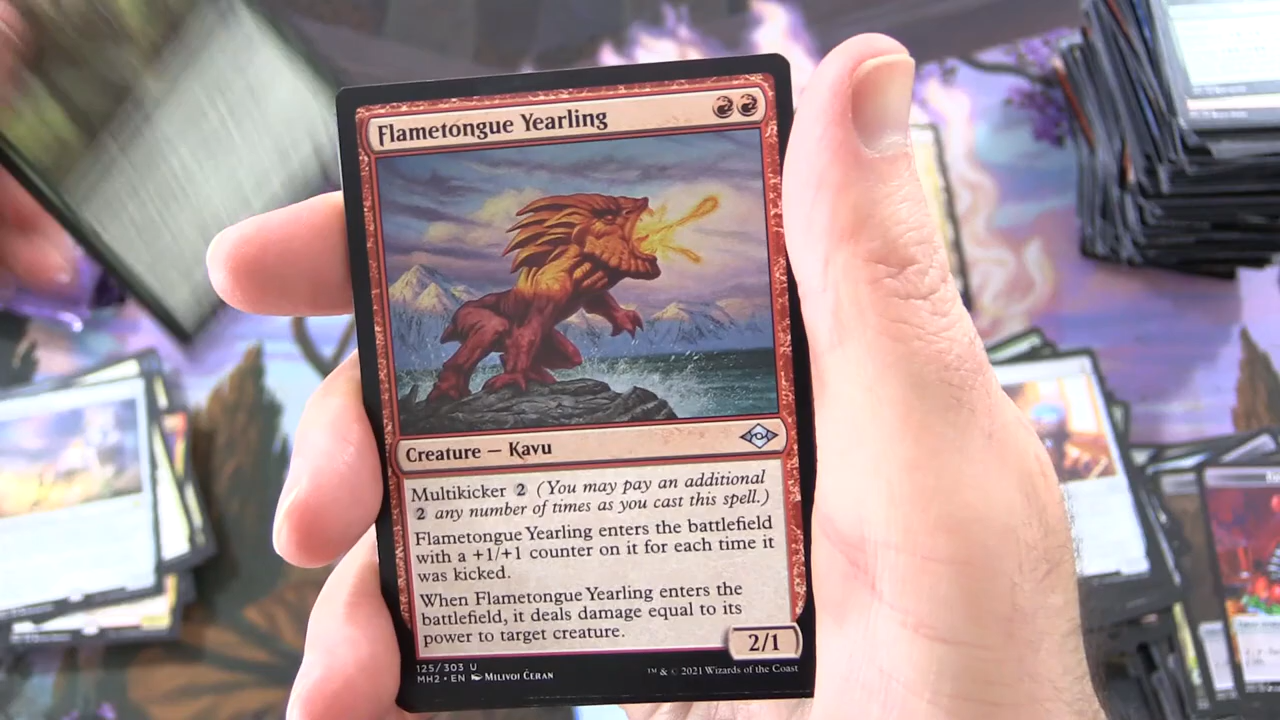 Flametongue Yearling
Creature — Kavu
Multikicker 2 (You may pay an additional
2 any number of times as you cast this spell.)
Flametongue Yearling enters the battlefield
with a +1/+1 counter on it for each time it
was kicked.
When Flametongue Yearling enters the
battlefield, it deals damage equal to its
power to target creature.
2/1
125/303 U
MH2 • EN MILIVOJ ĆERAN
™ & © 2021 Wizards of the Coast